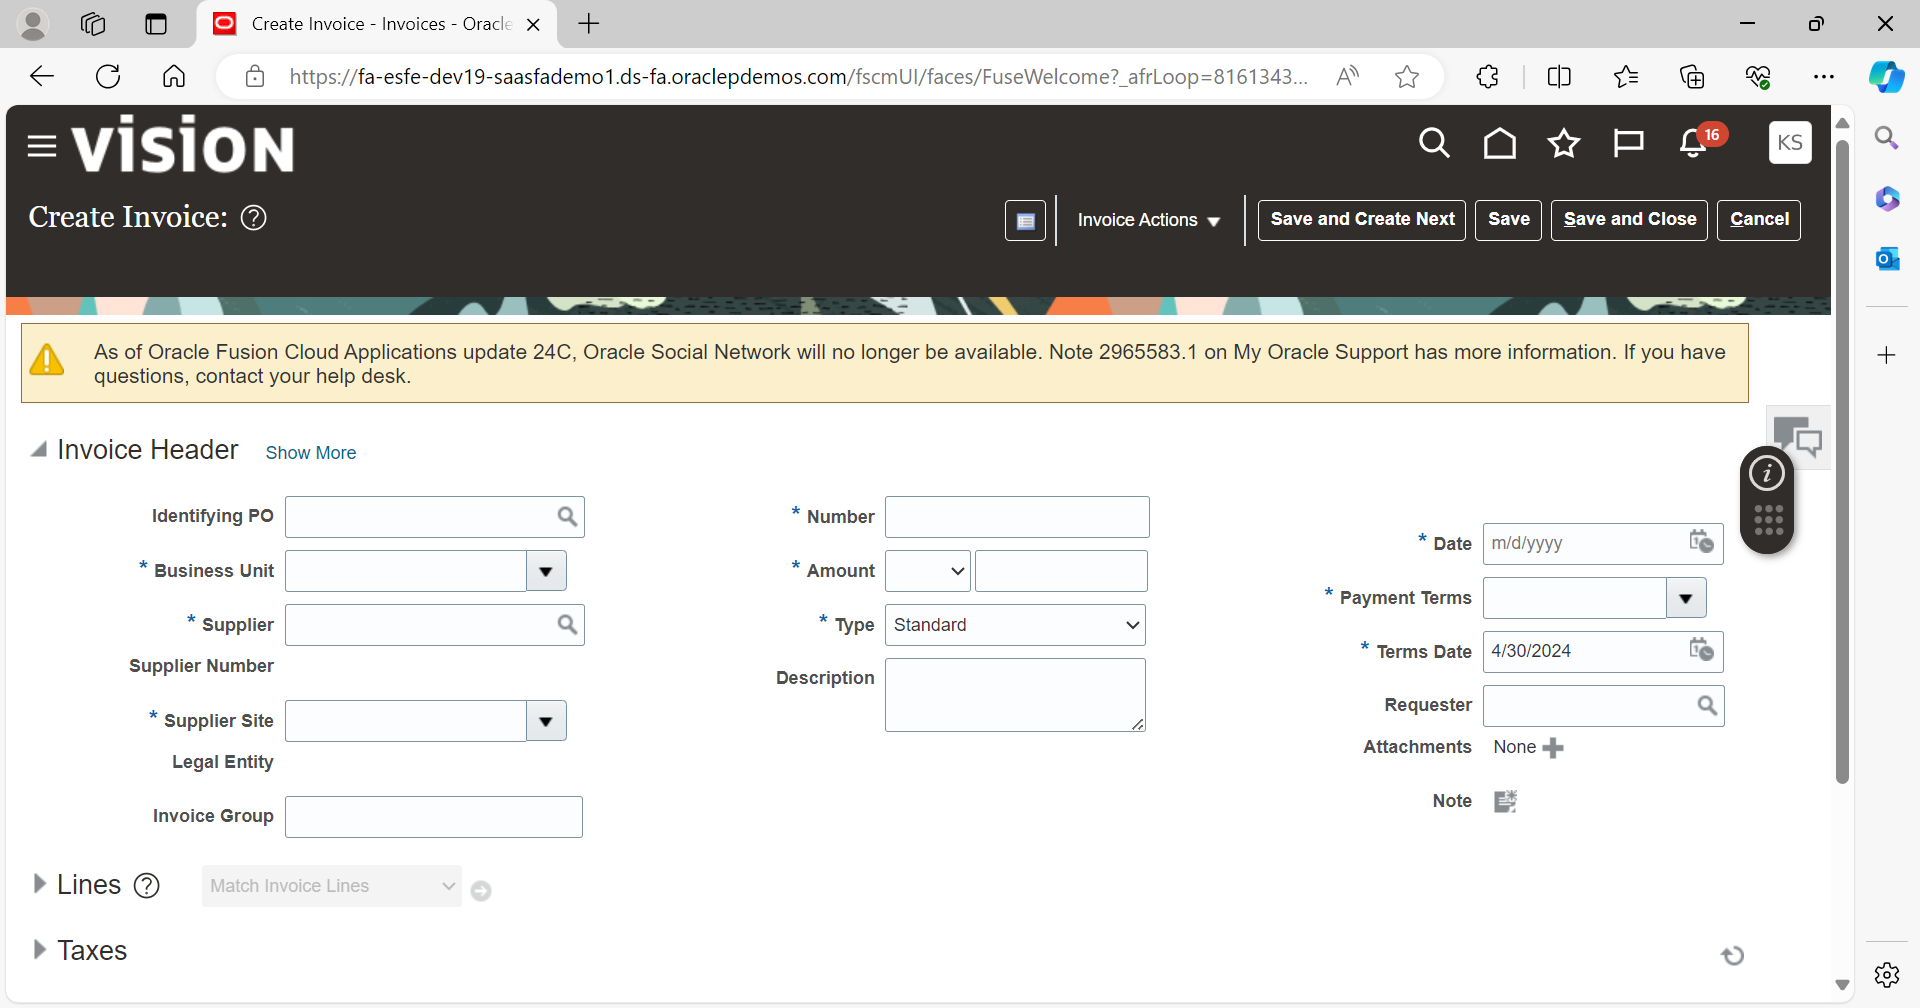 Create Invoice - Invoices - Oracle
https://fa-esfe-dev19-saasfademo1.ds-fa.oraclepdemos.com/fscmUI/faces/FuseWelcome?_afrLoop=8161343...
VISION
16
KS
Create Invoice: ?
Invoice Actions
Save and Create Next
Save
Save and Close
Cancel
As of Oracle Fusion Cloud Applications update 24C, Oracle Social Network will no longer be available. Note 2965583.1 on My Oracle Support has more information. If you have
questions, contact your help desk.
Invoice Header
Show More
Identifying PO
* Business Unit
* Supplier
Supplier Number
* Supplier Site
Legal Entity
Invoice Group
* Number
* Amount
* Type
Standard
Description
* Date
m/d/yyyy
* Payment Terms
* Terms Date
4/30/2024
Requester
Attachments
None
Note
Lines ?
Match Invoice Lines
Taxes